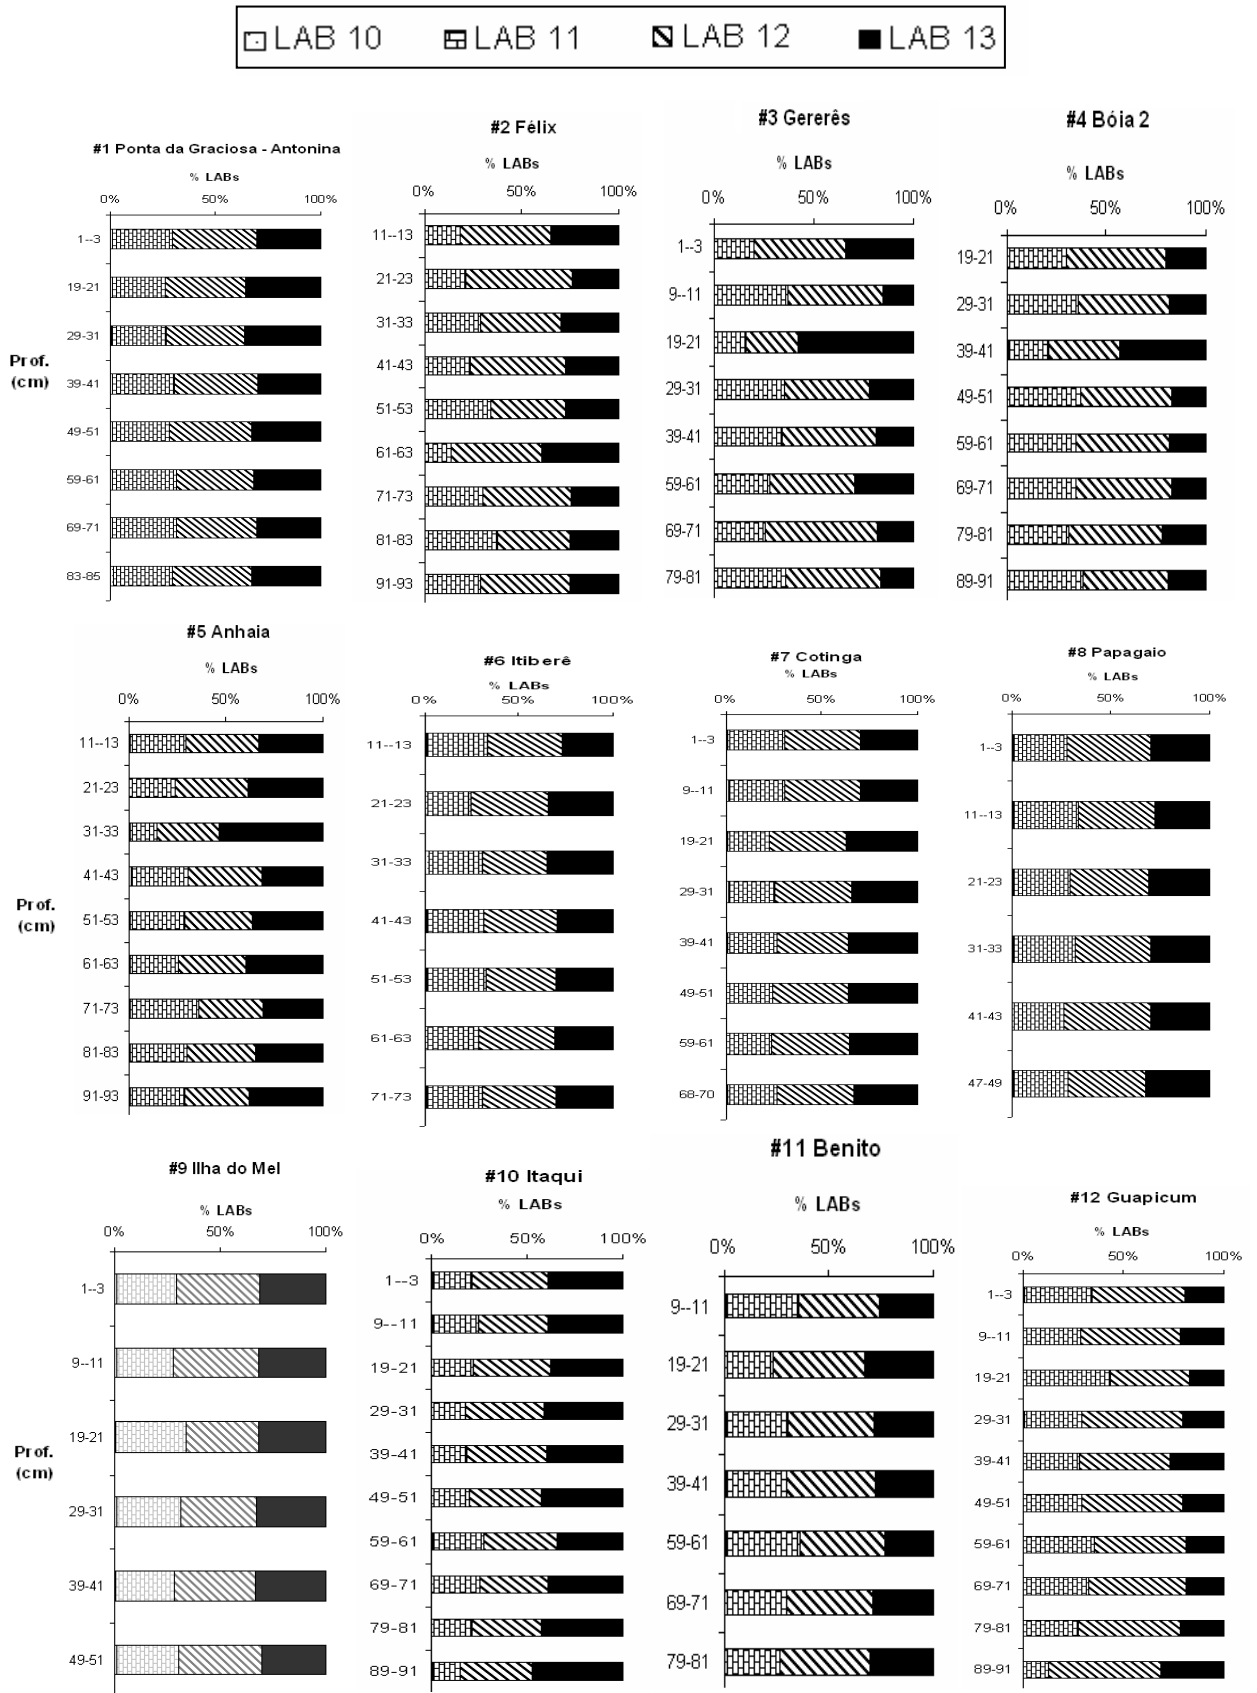 LAB 10 LAB 11 LAB 12 LAB 13
#1 Ponta da Graciosa - Antonina
% LABs
0% 50% 100%
Prof.
(cm)
1--3
19-21
29-31
39-41
49-51
59-61
69-71
83-85
#2 Félix
% LABs
0% 50% 100%
11--13
21-23
31-33
41-43
51-53
61-63
71-73
81-83
91-93
#3 Gererês
% LABs
0% 50% 100%
1--3
9--11
19-21
29-31
39-41
59-61
69-71
79-81
#4 Bóia 2
% LABs
0% 50% 100%
19-21
29-31
39-41
49-51
59-61
69-71
79-81
89-91
#5 Anhaia
% LABs
0% 50% 100%
Prof.
(cm)
11--13
21-23
31-33
41-43
51-53
61-63
71-73
81-83
91-93
#6 Itiberê
% LABs
0% 50% 100%
11--13
21-23
31-33
41-43
51-53
61-63
71-73
#7 Cotinga
% LABs
0% 50% 100%
1--3
9--11
19-21
29-31
39-41
49-51
59-61
68-70
#8 Papagaio
% LABs
0% 50% 100%
1--3
11--13
21-23
31-33
41-43
47-49
#9 Ilha do Mel
% LABs
0% 50% 100%
Prof.
(cm)
1--3
9--11
19-21
29-31
39-41
49-51
#10 Itaqui
% LABs
0% 50% 100%
1--3
9--11
19-21
29-31
39-41
49-51
59-61
69-71
79-81
89-91
#11 Benito
% LABs
0% 50% 100%
9--11
19-21
29-31
39-41
59-61
69-71
79-81
#12 Guapicum
% LABs
0% 50% 100%
1--3
9--11
19-21
29-31
39-41
49-51
59-61
69-71
79-81
89-91